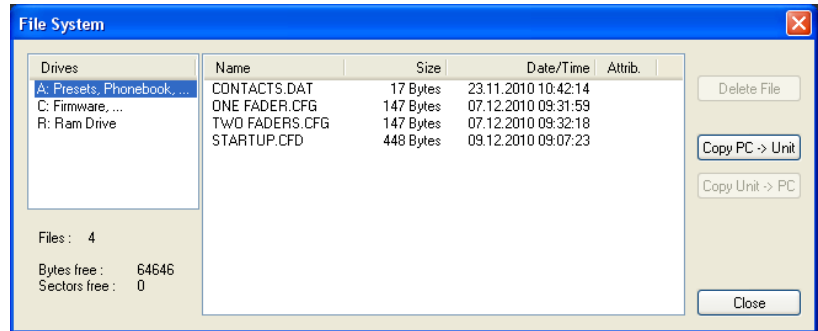 File System
Drives
A: Presets, Phonebook, ...
C: Firmware, ...
R: Ram Drive
Files : 4
Bytes free : 64646
Sectors free : 0
Name Size Date/Time Attrib.
CONTACTS.DAT 17 Bytes 23.11.2010 10:42:14
ONE FADER.CFG 147 Bytes 07.12.2010 09:31:59
TWO FADERS.CFG 147 Bytes 07.12.2010 09:32:18
STARTUP.CFD 448 Bytes 09.12.2010 09:07:23
Delete File
Copy PC -> Unit
Copy Unit -> PC
Close